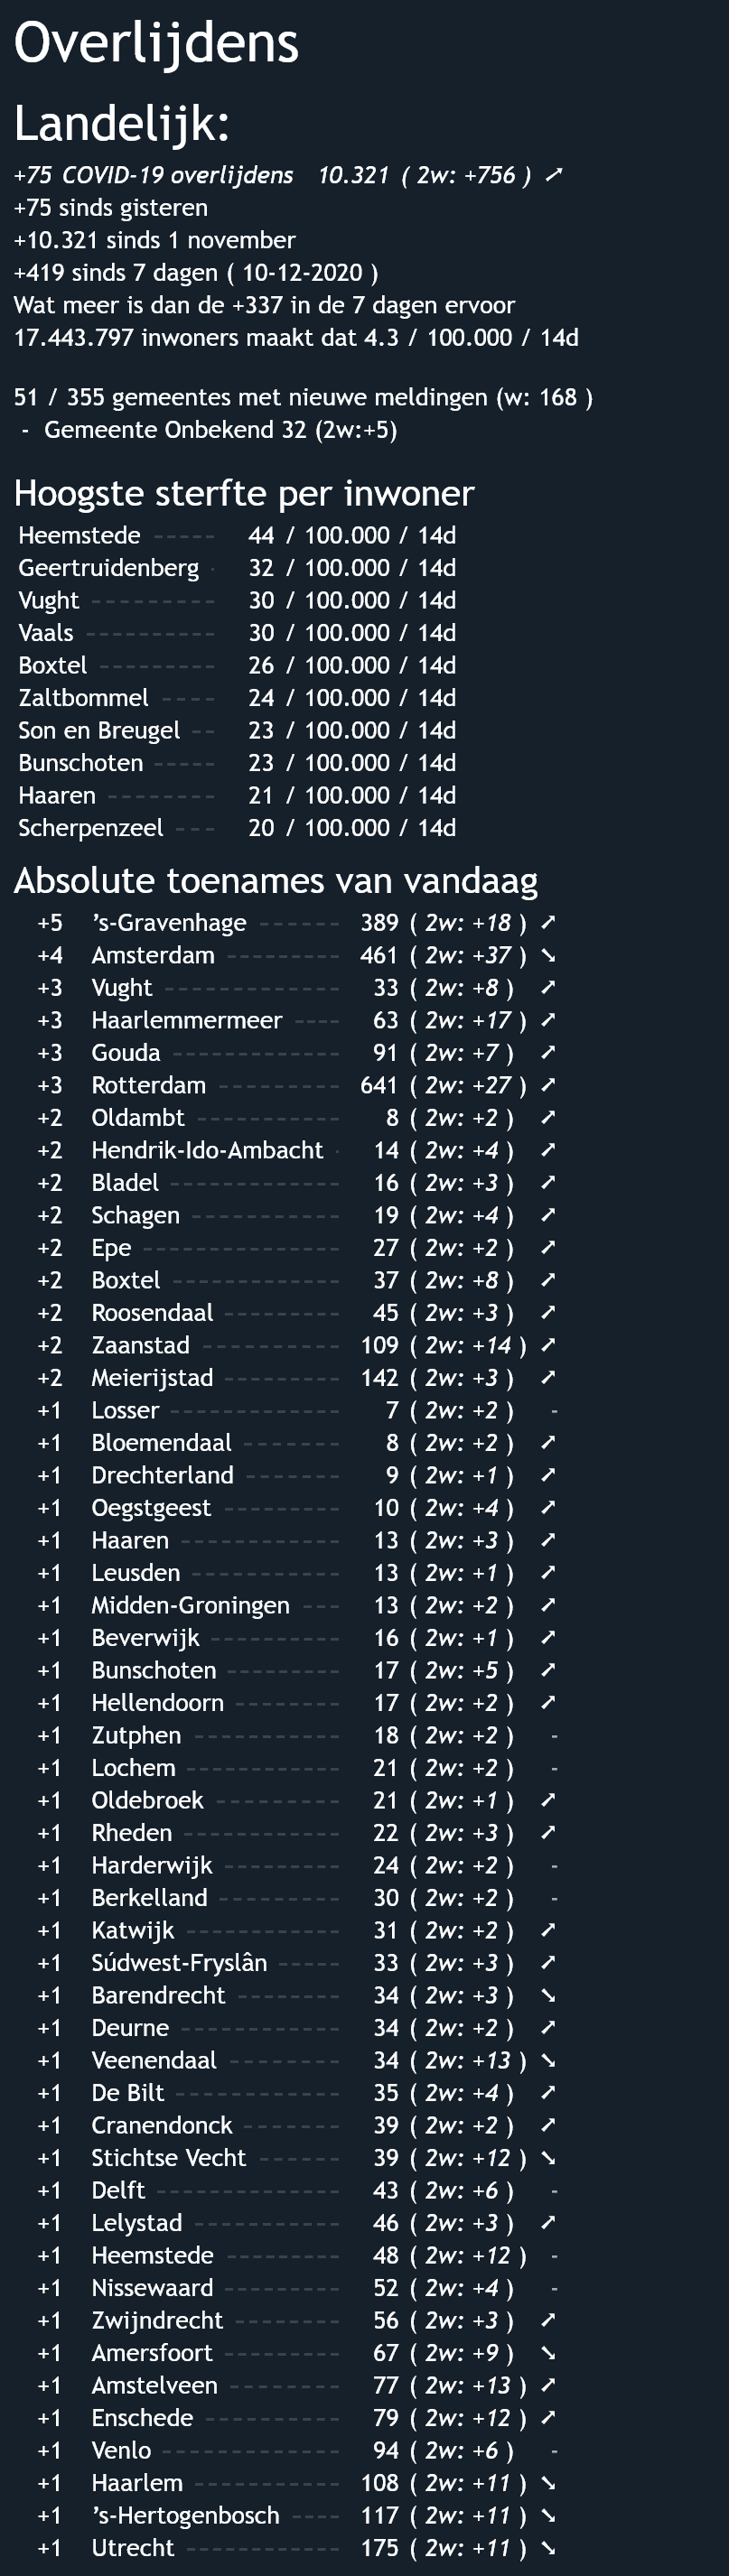 Overlijdens
Landelijk:
+75 COVID-19 overlijdens 10.321 ( 2w: +756 ) ➚
+75 sinds gisteren
+10.321 sinds 1 november
+419 sinds 7 dagen ( 10-12-2020 )
Wat meer is dan de +337 in de 7 dagen ervoor
17.443.797 inwoners maakt dat 4.3 / 100.000 / 14d
51 / 355 gemeentes met nieuwe meldingen (w: 168 )
- Gemeente Onbekend 32 (2w:+5)
Hoogste sterfte per inwoner
Heemstede ----- 44 / 100.000 / 14d
Geertruidenberg - 32 / 100.000 / 14d
Vught ---------- 30 / 100.000 / 14d
Vaals ---------- 30 / 100.000 / 14d
Boxtel --------- 26 / 100.000 / 14d
Zaltbommel ---- 24 / 100.000 / 14d
Son en Breugel -- 23 / 100.000 / 14d
Bunschoten ----- 23 / 100.000 / 14d
Haaren -------- 21 / 100.000 / 14d
Scherpenzeel --- 20 / 100.000 / 14d
Absolute toenames van vandaag
+5 's-Gravenhage ------ 389 ( 2w: +18 ) ➚
+4 Amsterdam --------- 461 ( 2w: +37 ) ➘
+3 Vught ------------- 33 ( 2w: +8 ) ➚
+3 Haarlemmermeer ---- 63 ( 2w: +17 ) ➚
+3 Gouda ------------- 91 ( 2w: +7 ) ➚
+3 Rotterdam --------- 641 ( 2w: +27 ) ➚
+2 Oldambt ----------- 8 ( 2w: +2 ) ➚
+2 Hendrik-Ido-Ambacht - 14 ( 2w: +4 ) ➚
+2 Bladel ------------- 16 ( 2w: +3 ) ➚
+2 Schagen ----------- 19 ( 2w: +4 ) ➚
+2 Epe --------------- 27 ( 2w: +2 ) ➚
+2 Boxtel ------------- 37 ( 2w: +8 ) ➚
+2 Roosendaal --------- 45 ( 2w: +3 ) ➚
+2 Zaanstad ----------- 109 ( 2w: +14 ) ➚
+2 Meierijstad --------- 142 ( 2w: +3 ) ➚
+1 Losser ------------- 7 ( 2w: +2 ) -
+1 Bloemendaal ------- 8 ( 2w: +2 ) ➚
+1 Drechterland ------- 9 ( 2w: +1 ) ➚
+1 Oegstgeest --------- 10 ( 2w: +4 ) ➚
+1 Haaren ------------ 13 ( 2w: +3 ) ➚
+1 Leusden ----------- 13 ( 2w: +1 ) ➚
+1 Midden-Groningen --- 13 ( 2w: +2 ) ➚
+1 Beverwijk ---------- 16 ( 2w: +1 ) ➚
+1 Bunschoten --------- 17 ( 2w: +5 ) ➚
+1 Hellendoorn -------- 17 ( 2w: +2 ) ➚
+1 Zutphen ----------- 18 ( 2w: +2 ) -
+1 Lochem ----------- 21 ( 2w: +2 ) -
+1 Oldebroek --------- 21 ( 2w: +1 ) ➚
+1 Rheden ------------ 22 ( 2w: +3 ) ➚
+1 Harderwijk --------- 24 ( 2w: +2 ) -
+1 Berkelland --------- 30 ( 2w: +2 ) -
+1 Katwijk ------------ 31 ( 2w: +2 ) ➚
+1 Súdwest-Fryslân ----- 33 ( 2w: +3 ) ➚
+1 Barendrecht -------- 34 ( 2w: +3 ) ➘
+1 Deurne ------------ 34 ( 2w: +2 ) ➚
+1 Veenendaal -------- 34 ( 2w: +13 ) ➘
+1 De Bilt ------------ 35 ( 2w: +4 ) ➚
+1 Cranendonck ------- 39 ( 2w: +2 ) ➚
+1 Stichtse Vecht ------ 39 ( 2w: +12 ) ➘
+1 Delft -------------- 43 ( 2w: +6 ) -
+1 Lelystad ----------- 46 ( 2w: +3 ) ➚
+1 Heemstede --------- 48 ( 2w: +12 ) -
+1 Nissewaard --------- 52 ( 2w: +4 ) -
+1 Zwijndrecht -------- 56 ( 2w: +3 ) ➚
+1 Amersfoort --------- 67 ( 2w: +9 ) ➘
+1 Amstelveen --------- 77 ( 2w: +13 ) ➚
+1 Enschede ---------- 79 ( 2w: +12 ) ➚
+1 Venlo ------------- 94 ( 2w: +6 ) -
+1 Haarlem ----------- 108 ( 2w: +11 ) ➘
+1 's-Hertogenbosch ---- 117 ( 2w: +11 ) ➘
+1 Utrecht ------------ 175 ( 2w: +11 ) ➘